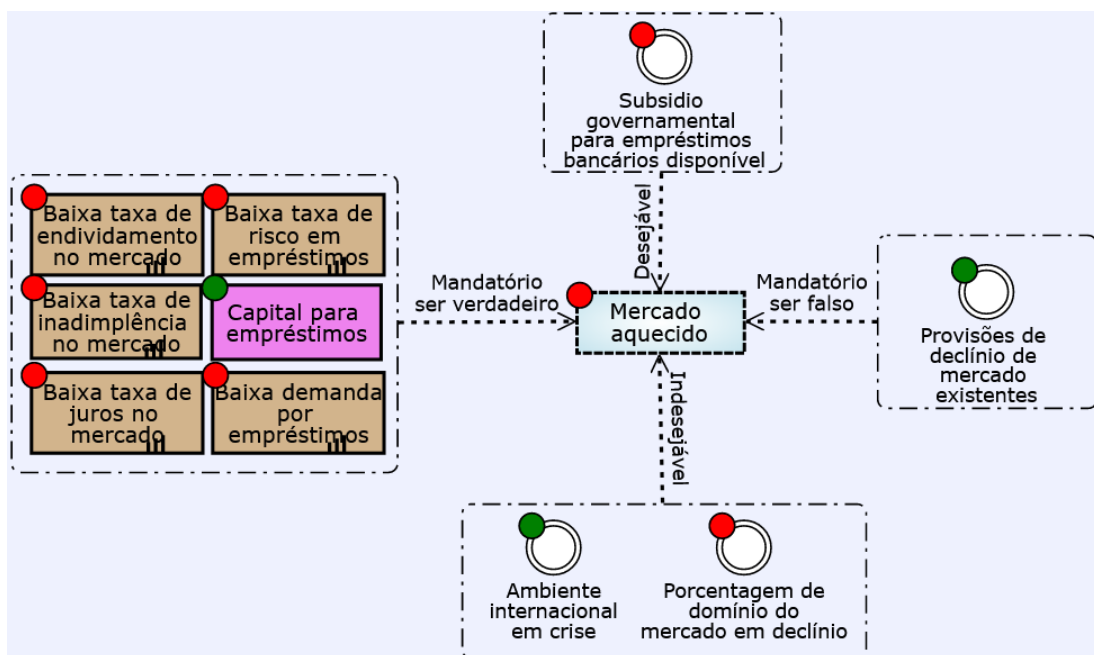 Subsidio
governamental
para empréstimos
bancários disponível
Baixa taxa de
endividamento
no mercado
Baixa taxa de
risco em
empréstimos
Desejável
Mandatório
ser verdadeiro
Mercado
aquecido
Mandatório
ser falso
Baixa taxa de
inadimplência
no mercado
Capital para
empréstimos
Provisões de
declínio de
mercado
existentes
Baixa taxa de
juros no
mercado
Baixa demanda
por
empréstimos
Indesejável
Ambiente
internacional
em crise
Porcentagem de
domínio do
mercado em declínio